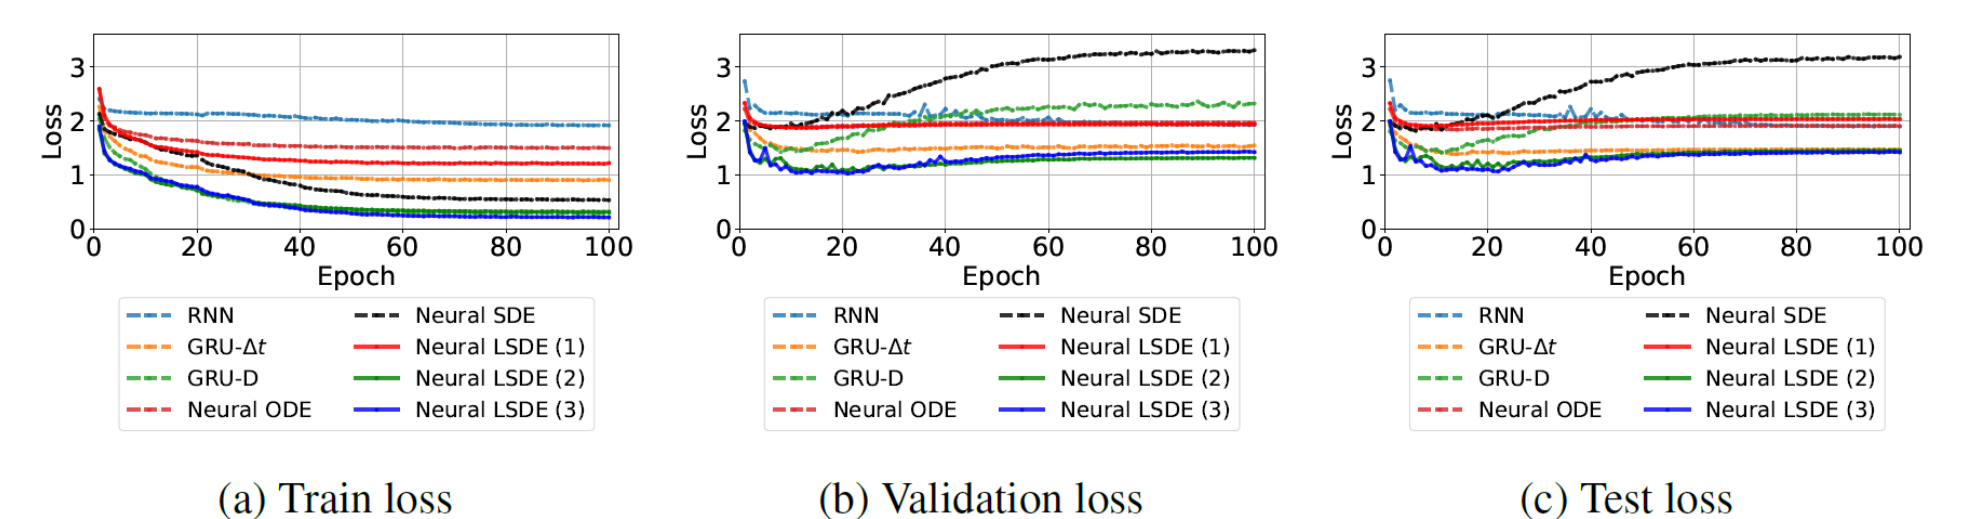 3
2
1
0
Loss
0 20 40 60 80 100
Epoch
RNN
GRU-Δt
GRU-D
Neural ODE
Neural SDE
Neural LSDE (1)
Neural LSDE (2)
Neural LSDE (3)
(a) Train loss
3
2
1
0
Loss
0 20 40 60 80 100
Epoch
RNN
GRU-Δt
GRU-D
Neural ODE
Neural SDE
Neural LSDE (1)
Neural LSDE (2)
Neural LSDE (3)
(b) Validation loss
3
2
1
0
Loss
0 20 40 60 80 100
Epoch
RNN
GRU-Δt
GRU-D
Neural ODE
Neural SDE
Neural LSDE (1)
Neural LSDE (2)
Neural LSDE (3)
(c) Test loss